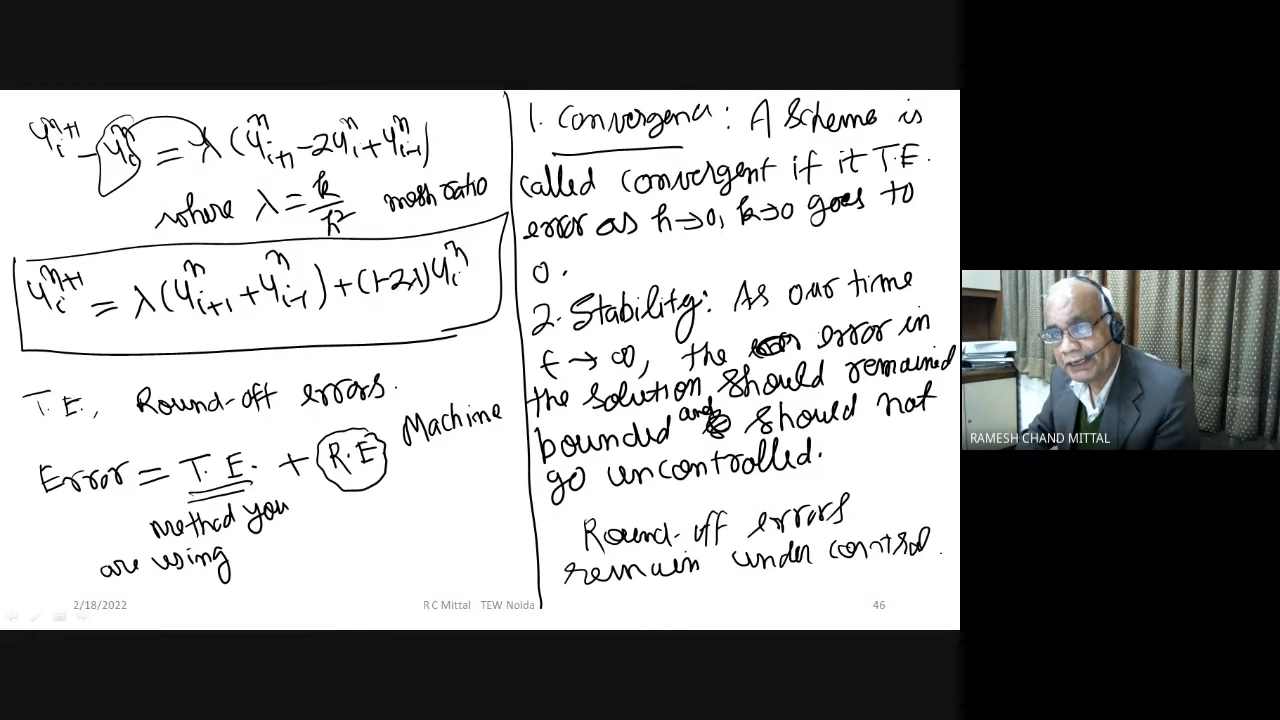 u_i^{n+1} - u_i^n = λ(u_{i+1}^n - 2u_i^n + u_{i-1}^n)
where λ = k/h² mesh ratio
u_i^{n+1} = λ(u_{i+1}^n + u_{i-1}^n) + (1-2λ)u_i^n
T.E., Round-off errors.
Error = T.E. + R.E Machine
method you
are using
1. Convergence: A scheme is
called convergent if it T.E.
error as h→0, k→0 goes to
0.
2. Stability: As our time
t→∞, the error in
the solution should remained
bounded and should not
go uncontrolled.
Round-off errors
remain under control.
2/18/2022 R C Mittal TEW Noida 46
RAMESH CHAND MITTAL